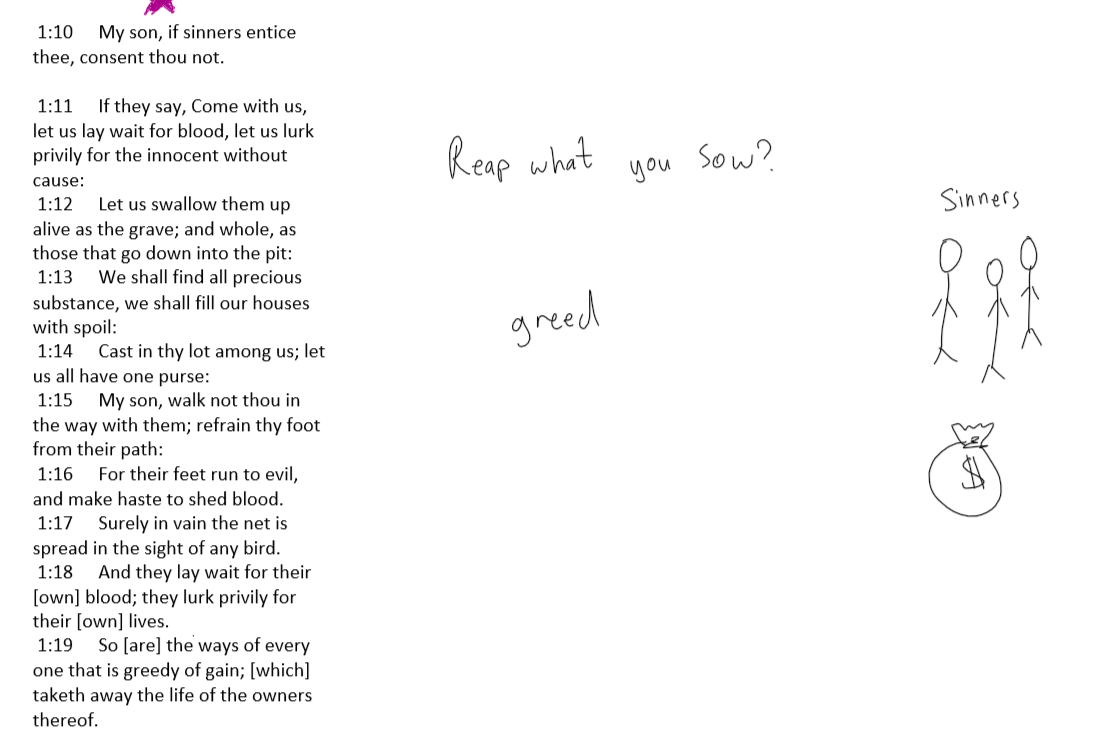 1:10 My son, if sinners entice
thee, consent thou not.
1:11 If they say, Come with us,
let us lay wait for blood, let us lurk
privily for the innocent without
cause:
1:12 Let us swallow them up
alive as the grave; and whole, as
those that go down into the pit:
1:13 We shall find all precious
substance, we shall fill our houses
with spoil:
1:14 Cast in thy lot among us; let
us all have one purse:
1:15 My son, walk not thou in
the way with them; refrain thy foot
from their path:
1:16 For their feet run to evil,
and make haste to shed blood.
1:17 Surely in vain the net is
spread in the sight of any bird.
1:18 And they lay wait for their
[own] blood; they lurk privily for
their [own] lives.
1:19 So [are] the ways of every
one that is greedy of gain; [which]
taketh away the life of the owners
thereof.
Reap what you sow?
greed
Sinners
$